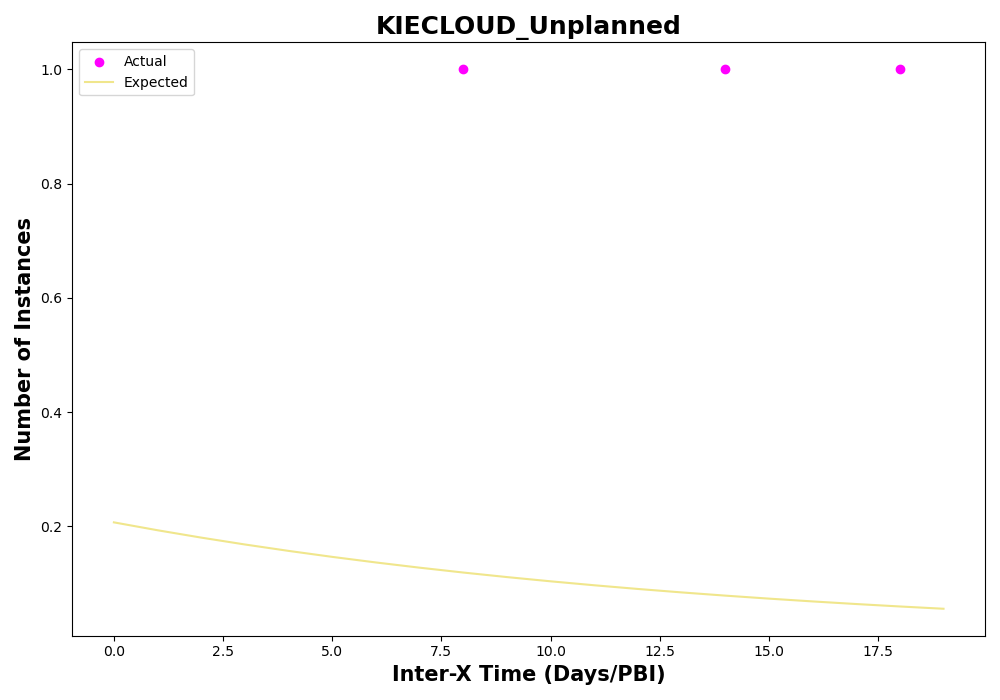 KIECLOUD_Unplanned
Actual
Expected
1.0
0.8
0.6
0.4
0.2
Number of Instances
0.0 2.5 5.0 7.5 10.0 12.5 15.0 17.5
Inter-X Time (Days/PBI)